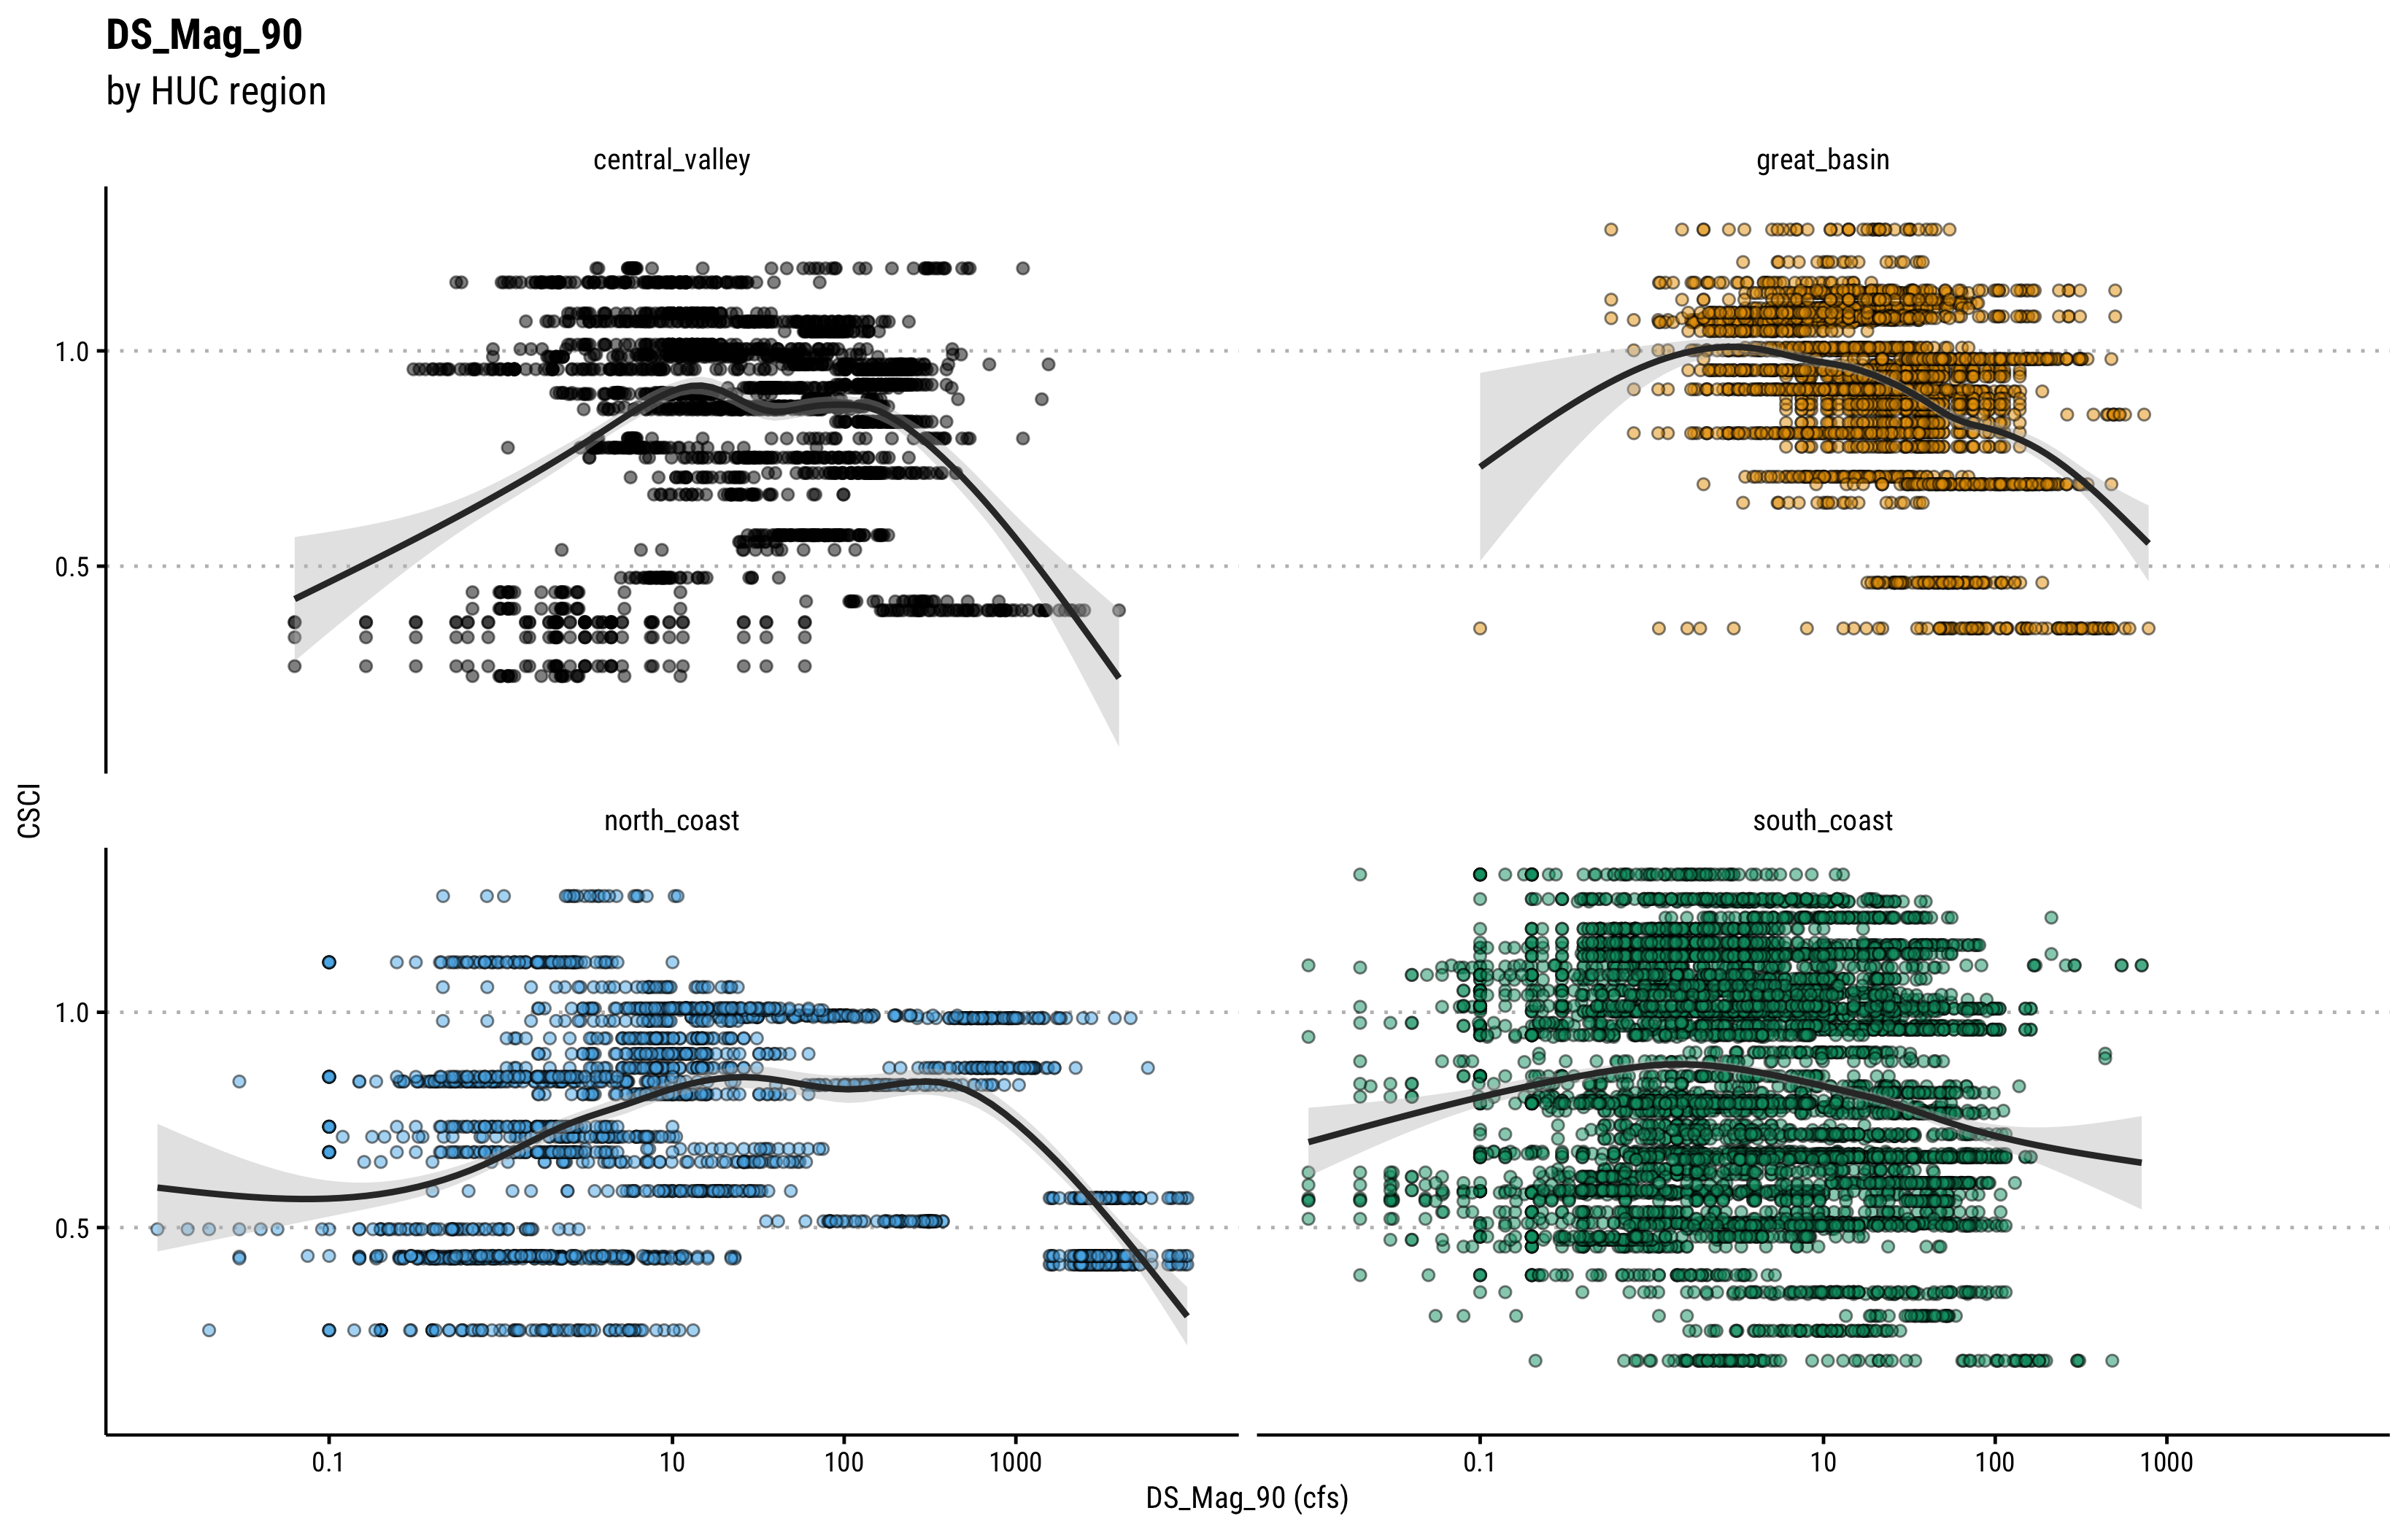 DS_Mag_90
by HUC region
central_valley
great_basin
1.0
0.5
CSCI
north_coast
south_coast
1.0
0.5
0.1 10 100 1000 0.1 10 100 1000
DS_Mag_90 (cfs)